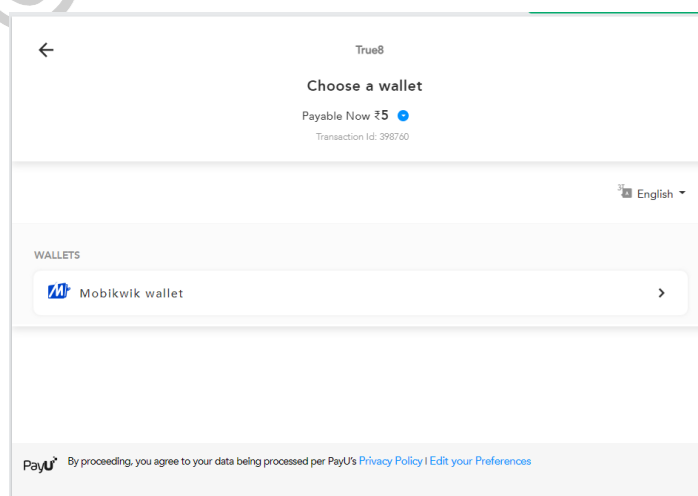 True8
Choose a wallet
Payable Now ₹5
Transaction Id: 398760
English
WALLETS
Mobikwik wallet
PayU
By proceeding, you agree to your data being processed per PayU's Privacy Policy | Edit your Preferences